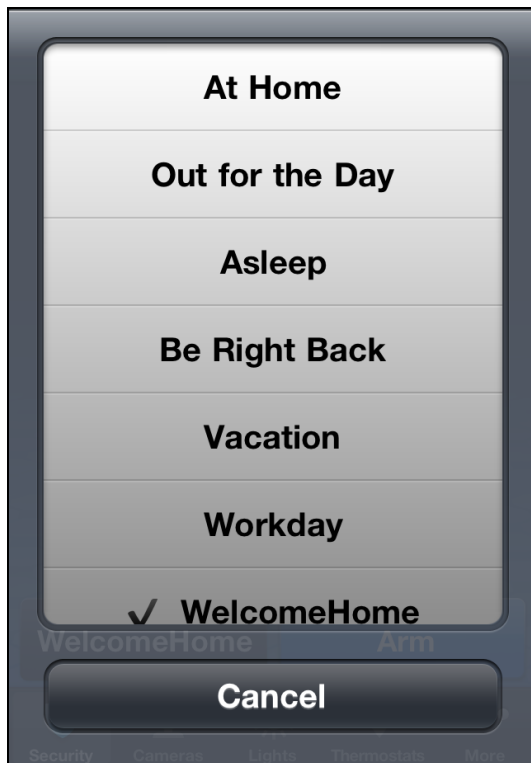 At Home
Out for the Day
Asleep
Be Right Back
Vacation
Workday
✓ WelcomeHome
WelcomeHome Arm
Cancel
Security Cameras Lights Thermostats More